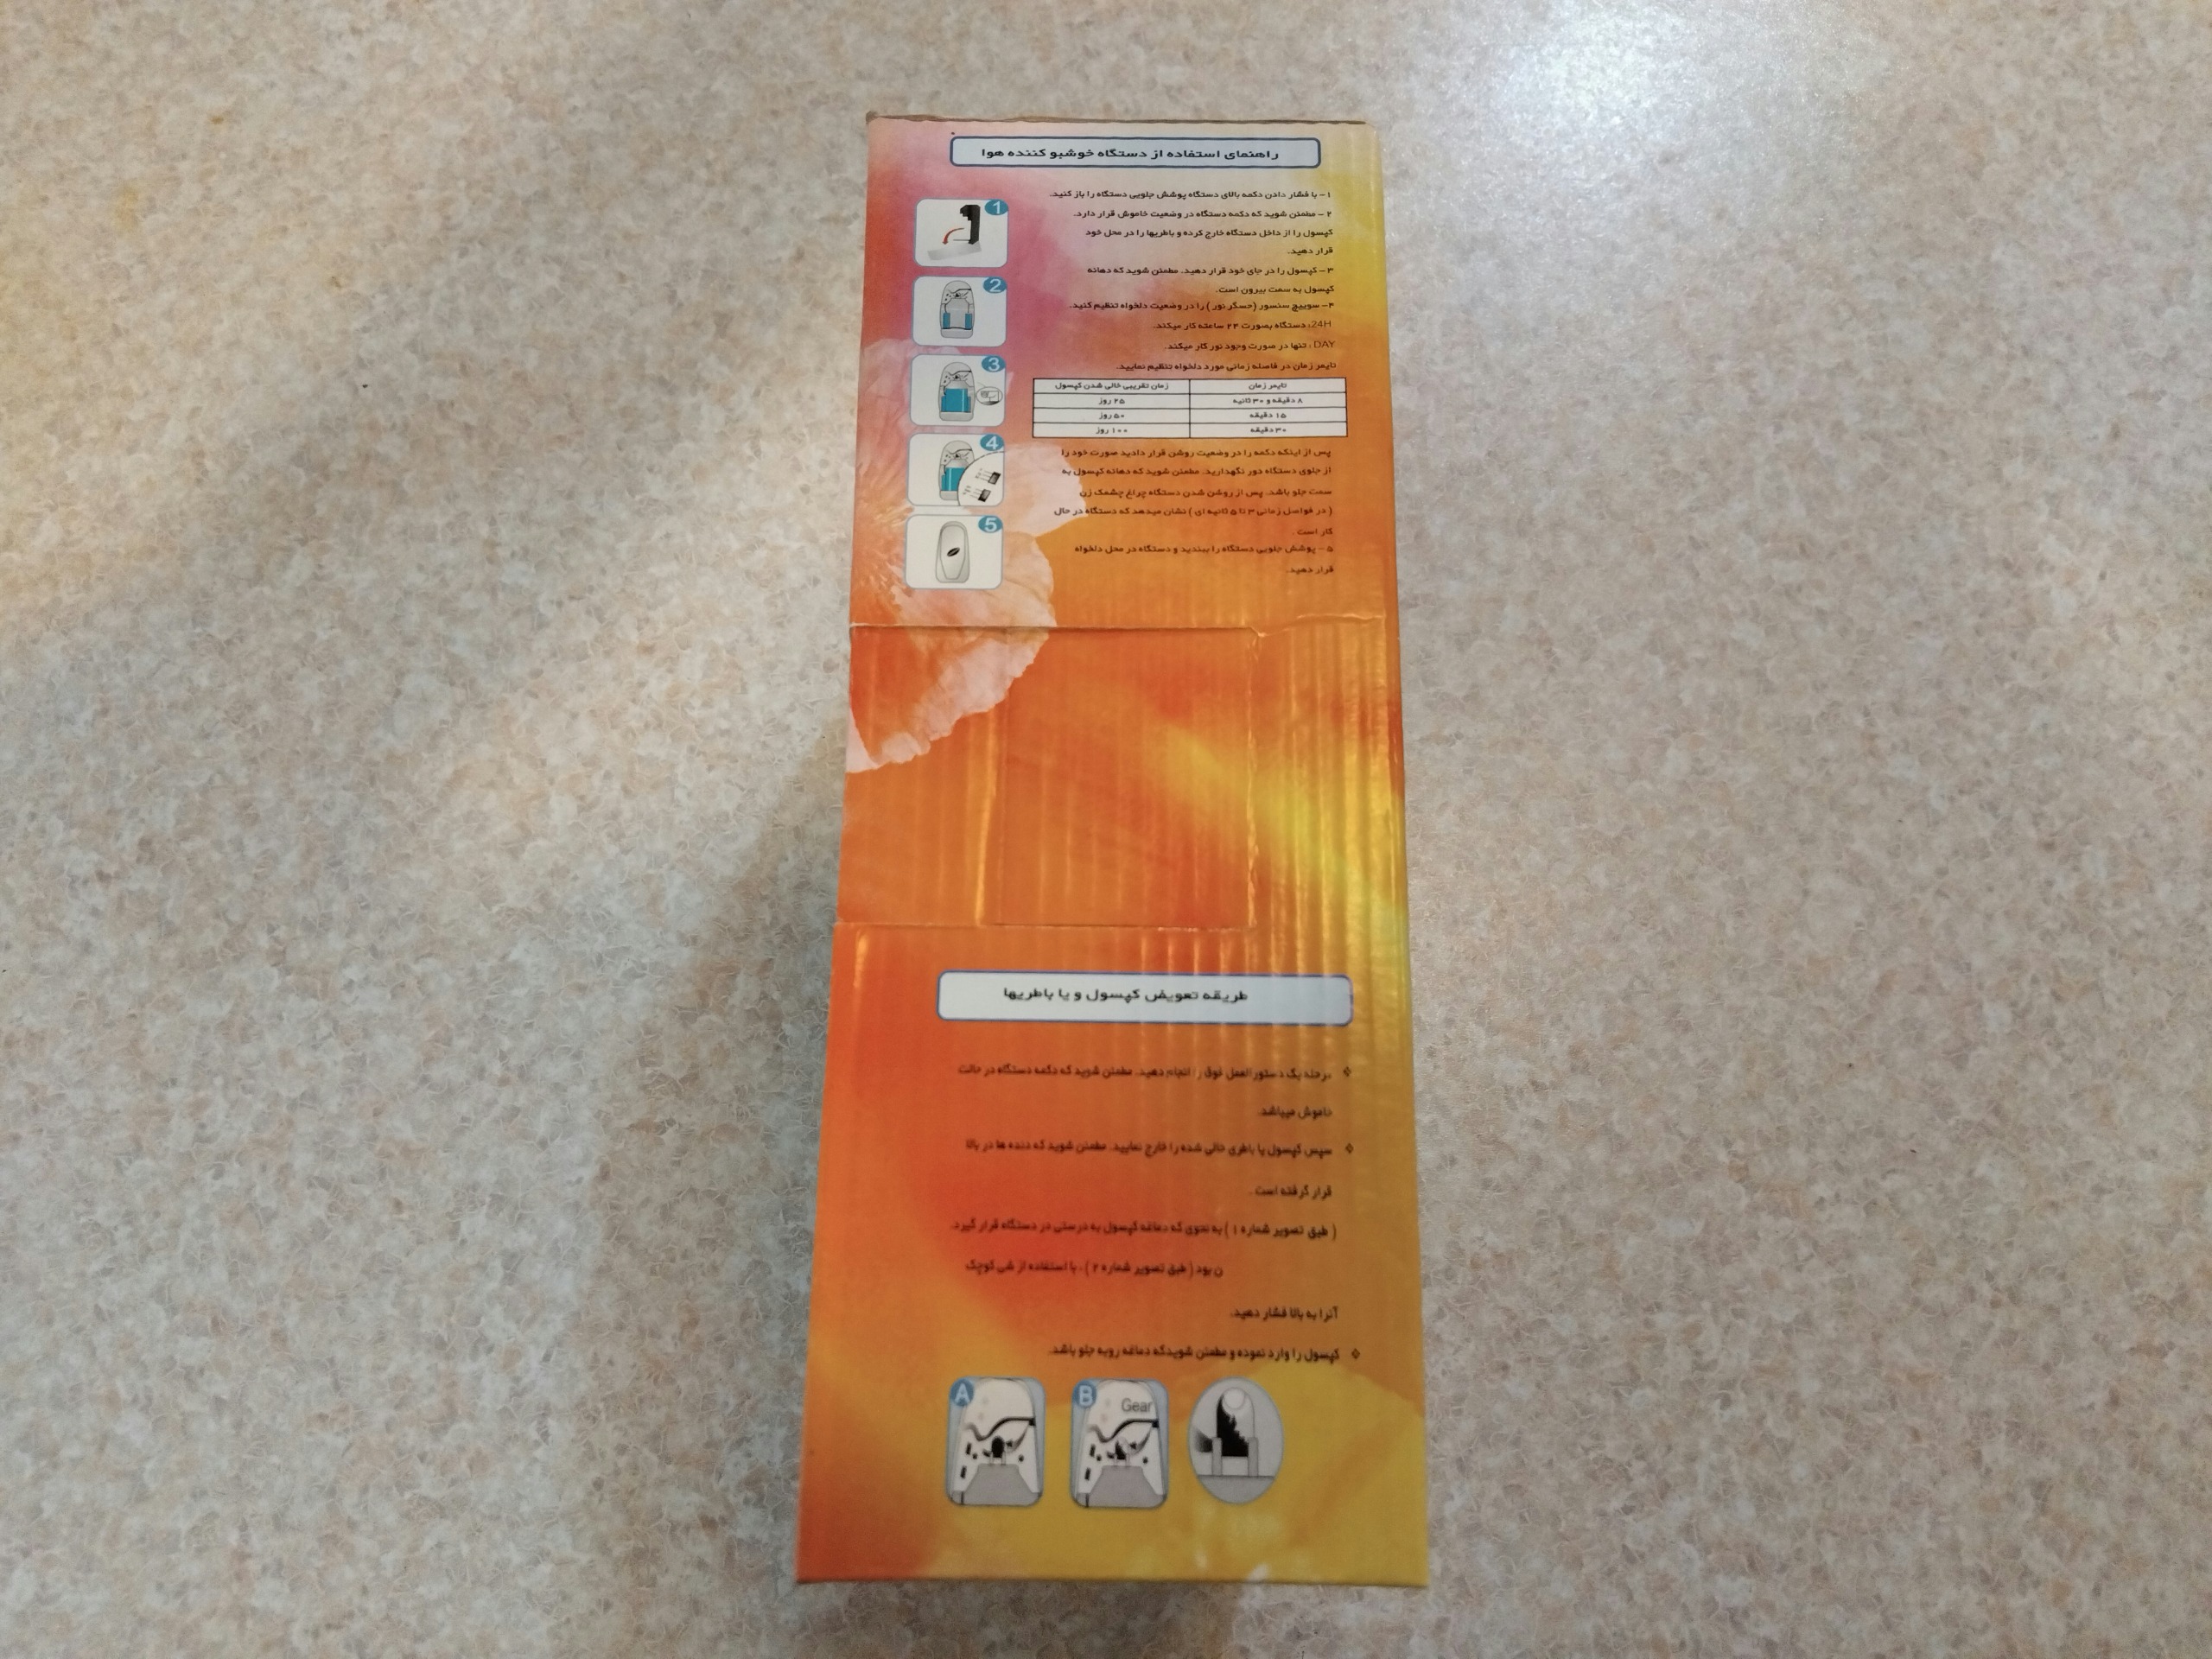 راهنمای استفاده از دستگاه خوشبو کننده هوا
۱- با فشار دادن دکمه بالای دستگاه پوشش جلویی دستگاه را باز کنید.
۲- مطمئن شوید که دکمه دستگاه در وضعیت خاموش قرار دارد.
کپسول را از داخل دستگاه خارج کرده و باطریها را در محل خود
قرار دهید.
۳- کپسول را در جای خود قرار دهید. مطمئن شوید که دهانه
کپسول به سمت بیرون است.
۴- سوییچ سنسور (حسگر نور) را در وضعیت دلخواه تنظیم کنید.
24H: دستگاه بصورت ۲۴ ساعته کار میکند.
DAY: تنها در صورت وجود نور کار میکند.
تایمر زمان در فاصله زمانی مورد دلخواه تنظیم نمایید.
تایمر زمان زمان تقریبی خالی شدن کپسول
۸ دقیقه و ۳۰ ثانیه ۲۵ روز
۱۵ دقیقه ۵۰ روز
۳۰ دقیقه ۱۰۰ روز
پس از اینکه دکمه را در وضعیت روشن قرار دادید صورت خود را
از جلوی دستگاه دور نگهدارید. مطمئن شوید که دهانه کپسول به
سمت جلو باشد. پس از روشن شدن دستگاه چراغ چشمک زن
( در فواصل زمانی ۳ تا ۵ ثانیه ای ) نشان میدهد که دستگاه در حال
کار است .
۵- پوشش جلویی دستگاه را ببندید و دستگاه در محل دلخواه
قرار دهید.
1
2
3
4
5
طریقه تعویض کپسول و یا باطریها
❖ مرحله یک دستورالعمل فوق را انجام دهید. مطمئن شوید که دکمه دستگاه در حالت
خاموش میباشد.
❖ سپس کپسول یا باطری خالی شده را خارج نمایید. مطمئن شوید که دنده ها در بالا
قرار گرفته است .
( طبق تصویر شماره ۱ ) به نحوی که دماغه کپسول به درستی در دستگاه قرار گیرد.
ن بود ( طبق تصویر شماره ۲ ) ، با استفاده از شی کوچک
آنرا به بالا فشار دهید.
❖ کپسول را وارد نموده و مطمئن شویدکه دماغه روبه جلو باشد.
A
B
Gear